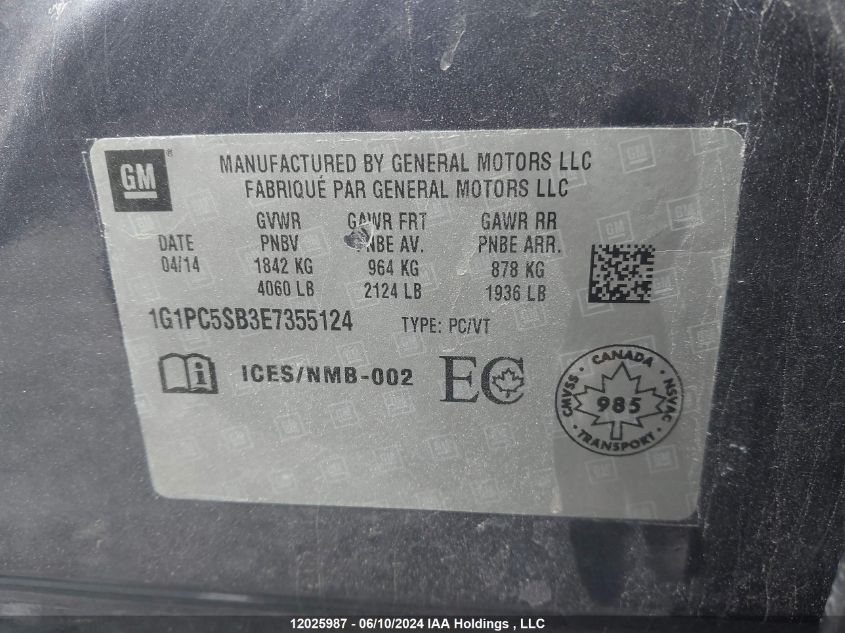 GM ®
MANUFACTURED BY GENERAL MOTORS LLC
FABRIQUÉ PAR GENERAL MOTORS LLC
GVWR GAWR FRT GAWR RR
DATE PNBV PNBE AV. PNBE ARR.
04/14 1842 KG 964 KG 878 KG
4060 LB 2124 LB 1936 LB
1G1PC5SB3E7355124 TYPE: PC/VT
i ICES/NMB-002 EC
CANADA
CMVSS 985 NSVAC
TRANSPORT
12025987 - 06/10/2024 IAA Holdings , LLC